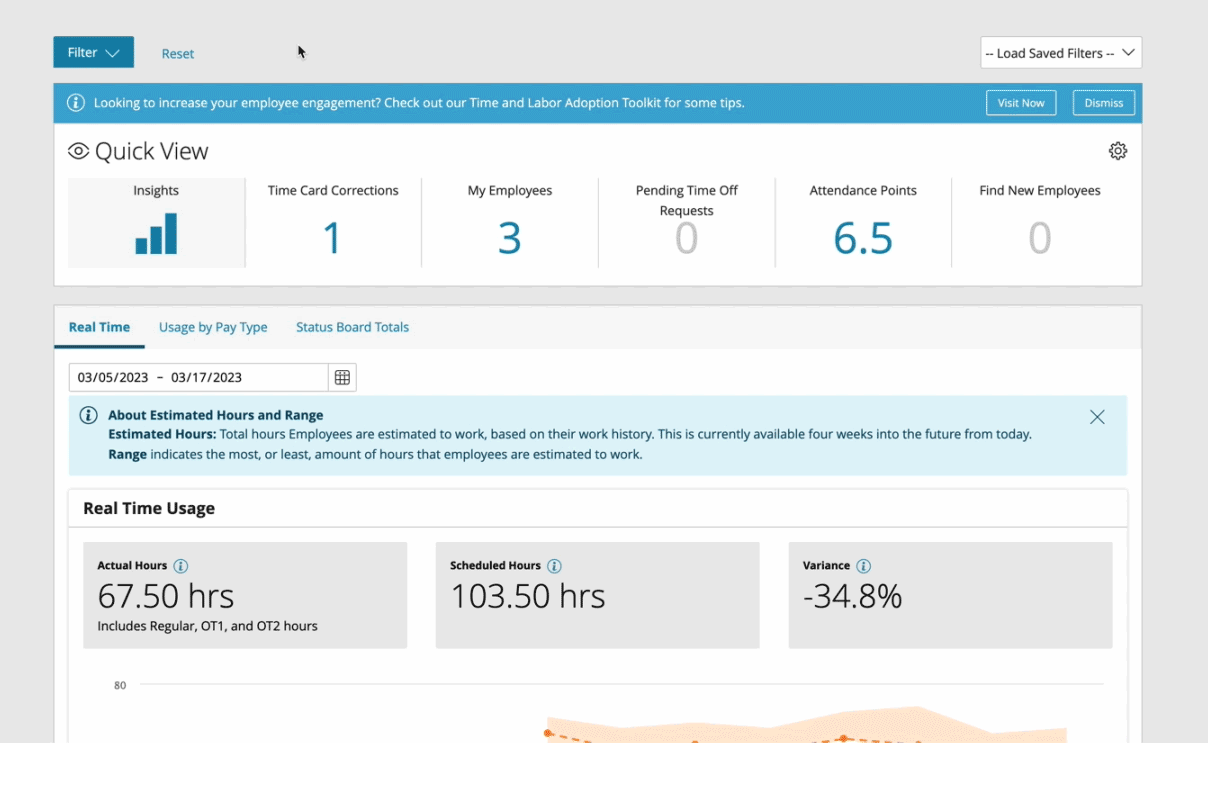 Filter
Reset
-- Load Saved Filters --
Looking to increase your employee engagement? Check out our Time and Labor Adoption Toolkit for some tips.
Visit Now
Dismiss
Quick View
Insights
Time Card Corrections
1
My Employees
3
Pending Time Off
Requests
0
Attendance Points
6.5
Find New Employees
0
Real Time
Usage by Pay Type
Status Board Totals
03/05/2023 – 03/17/2023
About Estimated Hours and Range
Estimated Hours: Total hours Employees are estimated to work, based on their work history. This is currently available four weeks into the future from today.
Range indicates the most, or least, amount of hours that employees are estimated to work.
Real Time Usage
Actual Hours
67.50 hrs
Includes Regular, OT1, and OT2 hours
Scheduled Hours
103.50 hrs
Variance
-34.8%
80